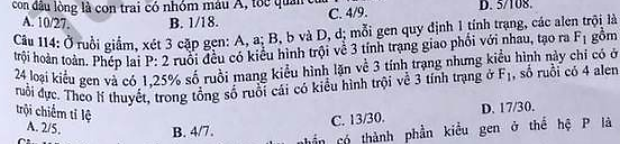 con đầu lòng là con trai có nhóm máu A, tóc quăn
A. 10/27. B. 1/18. C. 4/9. D. 5/108.
Câu 114: Ở ruồi giấm, xét 3 cặp gen: A, a; B, b và D, d; mỗi gen quy định 1 tính trạng, các alen trội là
trội hoàn toàn. Phép lai P: 2 ruồi đều có kiểu hình trội về 3 tính trạng giao phối với nhau, tạo ra F₁ gồm
24 loại kiểu gen và có 1,25% số ruồi mang kiểu hình lặn về 3 tính trạng nhưng kiểu hình này chỉ có ở
ruồi đực. Theo lí thuyết, trong tổng số ruồi cái có kiểu hình trội về 3 tính trạng ở F₁, số ruồi có 4 alen
trội chiếm tỉ lệ
A. 2/5. B. 4/7. C. 13/30. D. 17/30.
có thành phần kiểu gen ở thế hệ P là